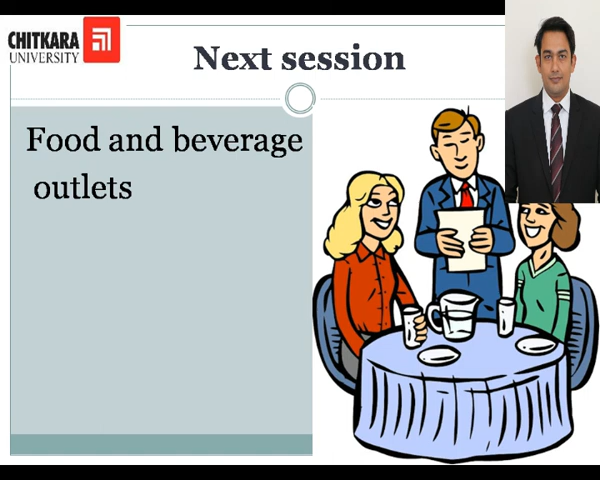 CHITKARA
UNIVERSITY
Next session
Food and beverage
outlets